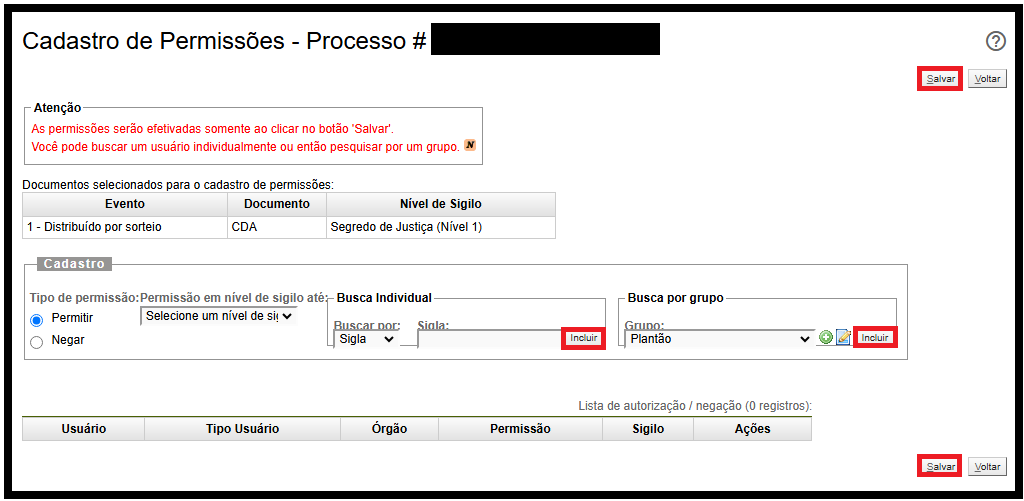 Cadastro de Permissões - Processo #
?
Salvar Voltar
Atenção
As permissões serão efetivadas somente ao clicar no botão 'Salvar'.
Você pode buscar um usuário individualmente ou então pesquisar por um grupo. N
Documentos selecionados para o cadastro de permissões:
Evento Documento Nível de Sigilo
1 - Distribuído por sorteio CDA Segredo de Justiça (Nível 1)
Cadastro
Tipo de permissão: Permissão em nível de sigilo até: Busca Individual Busca por grupo
Permitir Selecione um nível de sig
Buscar por: Sigla: Grupo:
Negar Sigla Incluir Plantão Incluir
Lista de autorização / negação (0 registros):
Usuário Tipo Usuário Órgão Permissão Sigilo Ações
Salvar Voltar